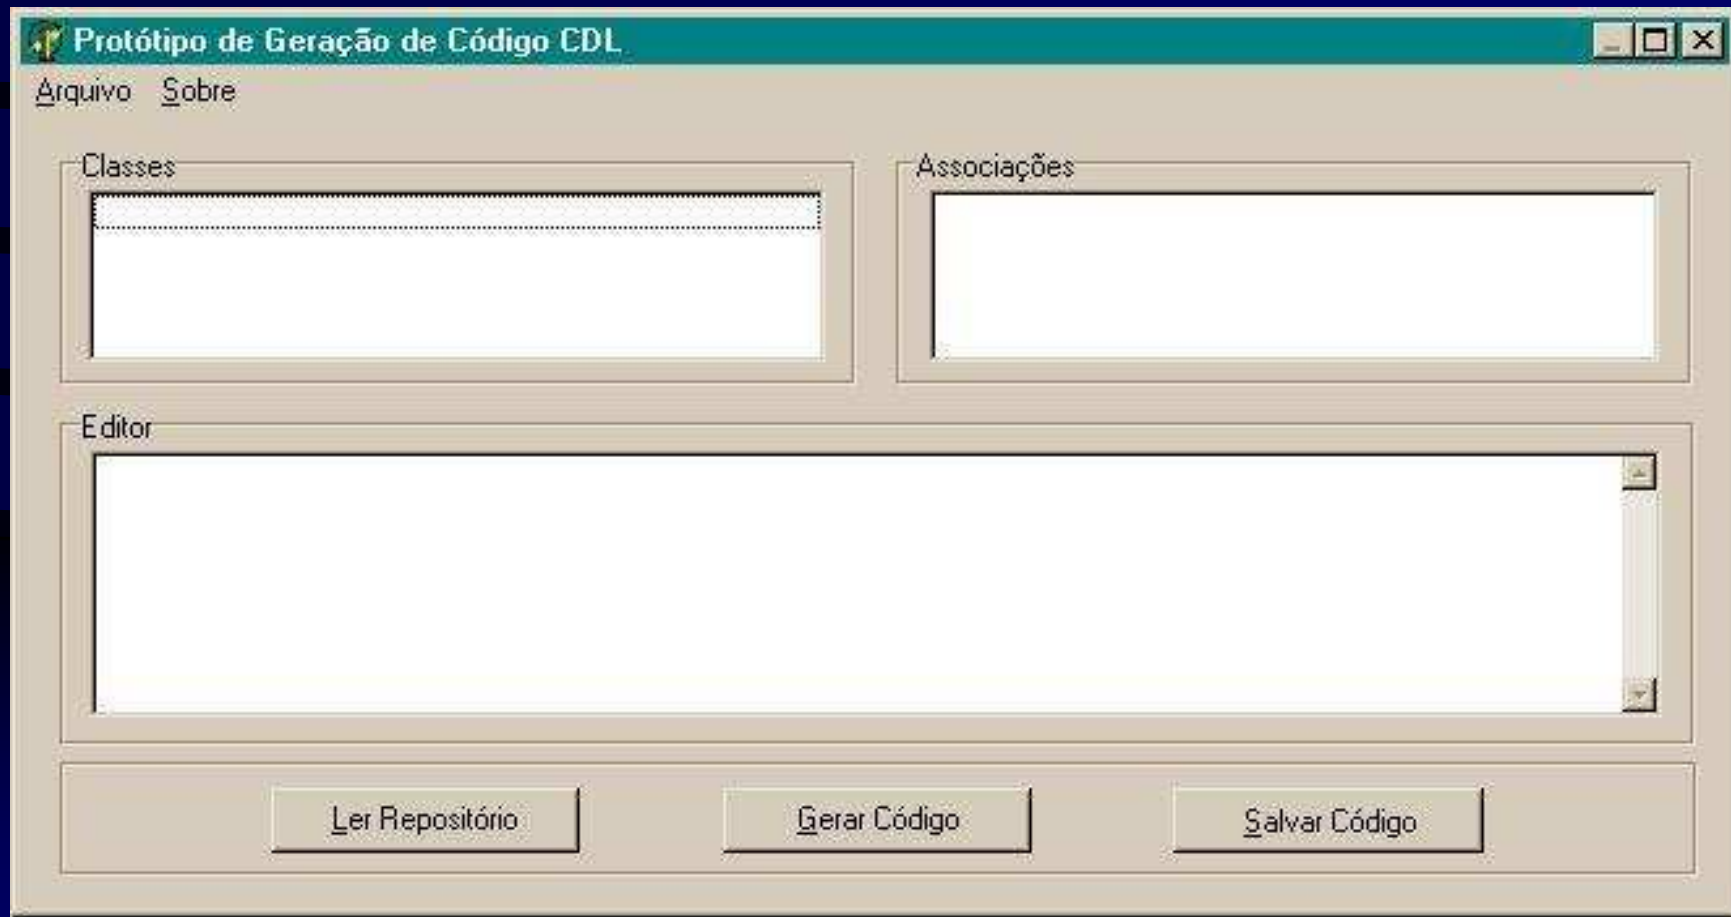 Protótipo de Geração de Código CDL
Arquivo Sobre
Classes
Associações
Editor
Ler Repositório
Gerar Código
Salvar Código